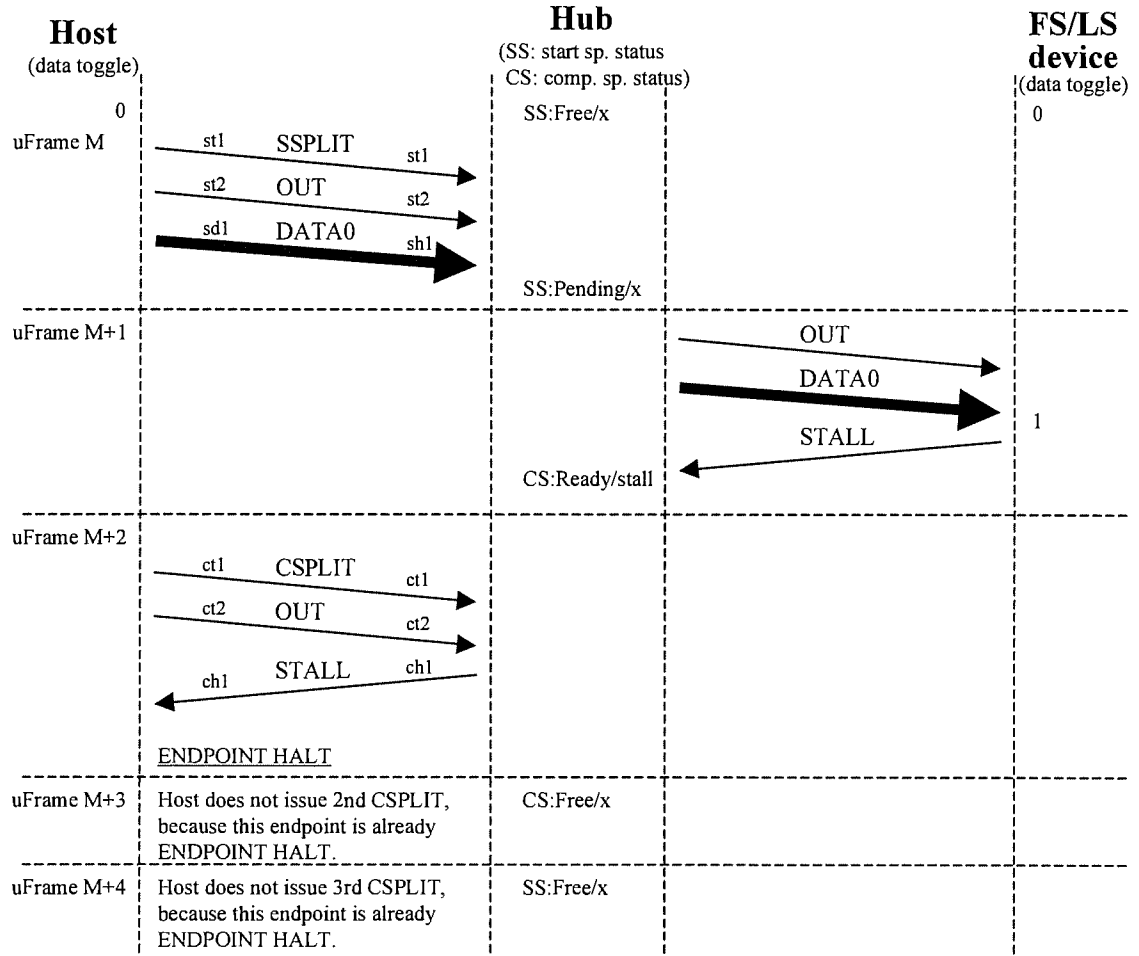 Host
(data toggle)
Hub
(SS: start sp. status
CS: comp. sp. status)
FS/LS
device
(data toggle)
0
SS:Free/x
0
uFrame M
st1 SSPLIT st1
st2 OUT st2
sd1 DATA0 sh1
SS:Pending/x
uFrame M+1
OUT
DATA0
1
STALL
CS:Ready/stall
uFrame M+2
ct1 CSPLIT ct1
ct2 OUT ct2
ch1 STALL ch1
ENDPOINT HALT
uFrame M+3
Host does not issue 2nd CSPLIT,
because this endpoint is already
ENDPOINT HALT.
CS:Free/x
uFrame M+4
Host does not issue 3rd CSPLIT,
because this endpoint is already
ENDPOINT HALT.
SS:Free/x